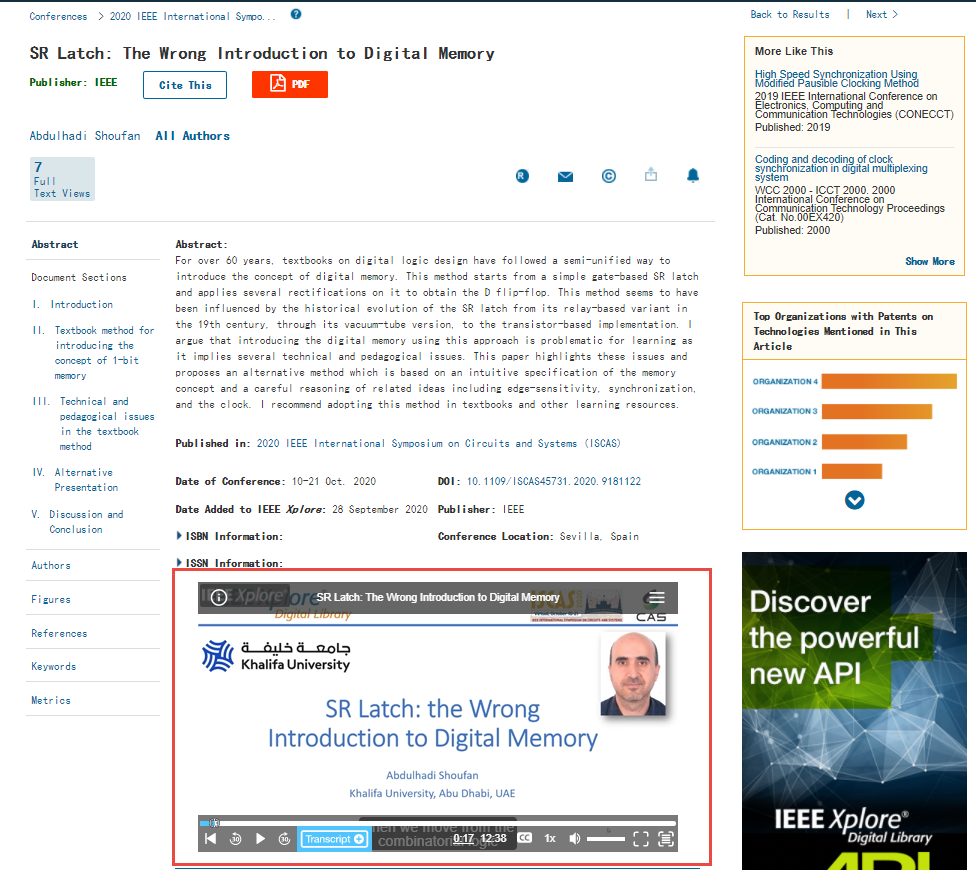 Conferences > 2020 IEEE International Sympo... ?
Back to Results | Next >
SR Latch: The Wrong Introduction to Digital Memory
Publisher: IEEE
Cite This
PDF
Abdulhadi Shoufan All Authors
7
Full
Text Views
R
©
Abstract
Document Sections
I. Introduction
II. Textbook method for
introducing the
concept of 1-bit
memory
III. Technical and
pedagogical issues
in the textbook
method
IV. Alternative
Presentation
V. Discussion and
Conclusion
Authors
Figures
References
Keywords
Metrics
Abstract:
For over 60 years, textbooks on digital logic design have followed a semi-unified way to
introduce the concept of digital memory. This method starts from a simple gate-based SR latch
and applies several rectifications on it to obtain the D flip-flop. This method seems to have
been influenced by the historical evolution of the SR latch from its relay-based variant in
the 19th century, through its vacuum-tube version, to the transistor-based implementation. I
argue that introducing the digital memory using this approach is problematic for learning as
it implies several technical and pedagogical issues. This paper highlights these issues and
proposes an alternative method which is based on an intuitive specification of the memory
concept and a careful reasoning of related ideas including edge-sensitivity, synchronization,
and the clock. I recommend adopting this method in textbooks and other learning resources.
Published in: 2020 IEEE International Symposium on Circuits and Systems (ISCAS)
Date of Conference: 10-21 Oct. 2020
DOI: 10.1109/ISCAS45731.2020.9181122
Date Added to IEEE Xplore: 28 September 2020
Publisher: IEEE
ISBN Information:
Conference Location: Sevilla, Spain
ISSN Information:
SR Latch: The Wrong Introduction to Digital Memory
IEEE Xplore
Digital Library
ISCAS
CAS
جامعة خليفة
Khalifa University
SR Latch: the Wrong
Introduction to Digital Memory
Abdulhadi Shoufan
Khalifa University, Abu Dhabi, UAE
when we move from the
combinatorial logic
30
30
Transcript
0:17 12:38
CC
1x
More Like This
High Speed Synchronization Using
Modified Pausible Clocking Method
2019 IEEE International Conference on
Electronics, Computing and
Communication Technologies (CONECCT)
Published: 2019
Coding and decoding of clock
synchronization in digital multiplexing
system
WCC 2000 - ICCT 2000. 2000
International Conference on
Communication Technology Proceedings
(Cat. No.00EX420)
Published: 2000
Show More
Top Organizations with Patents on
Technologies Mentioned in This
Article
ORGANIZATION 4
ORGANIZATION 3
ORGANIZATION 2
ORGANIZATION 1
Discover
the powerful
new API
IEEE Xplore®
Digital Library
API